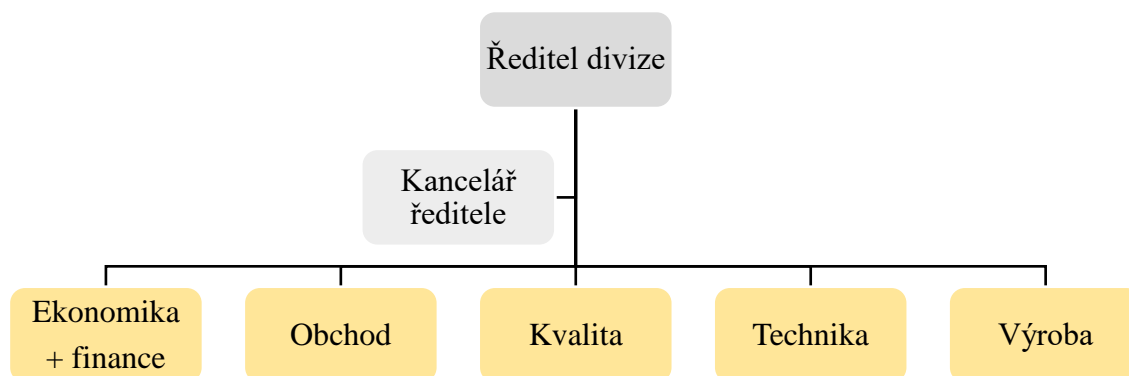 Ředitel divize
Kancelář
ředitele
Ekonomika
+ finance
Obchod
Kvalita
Technika
Výroba